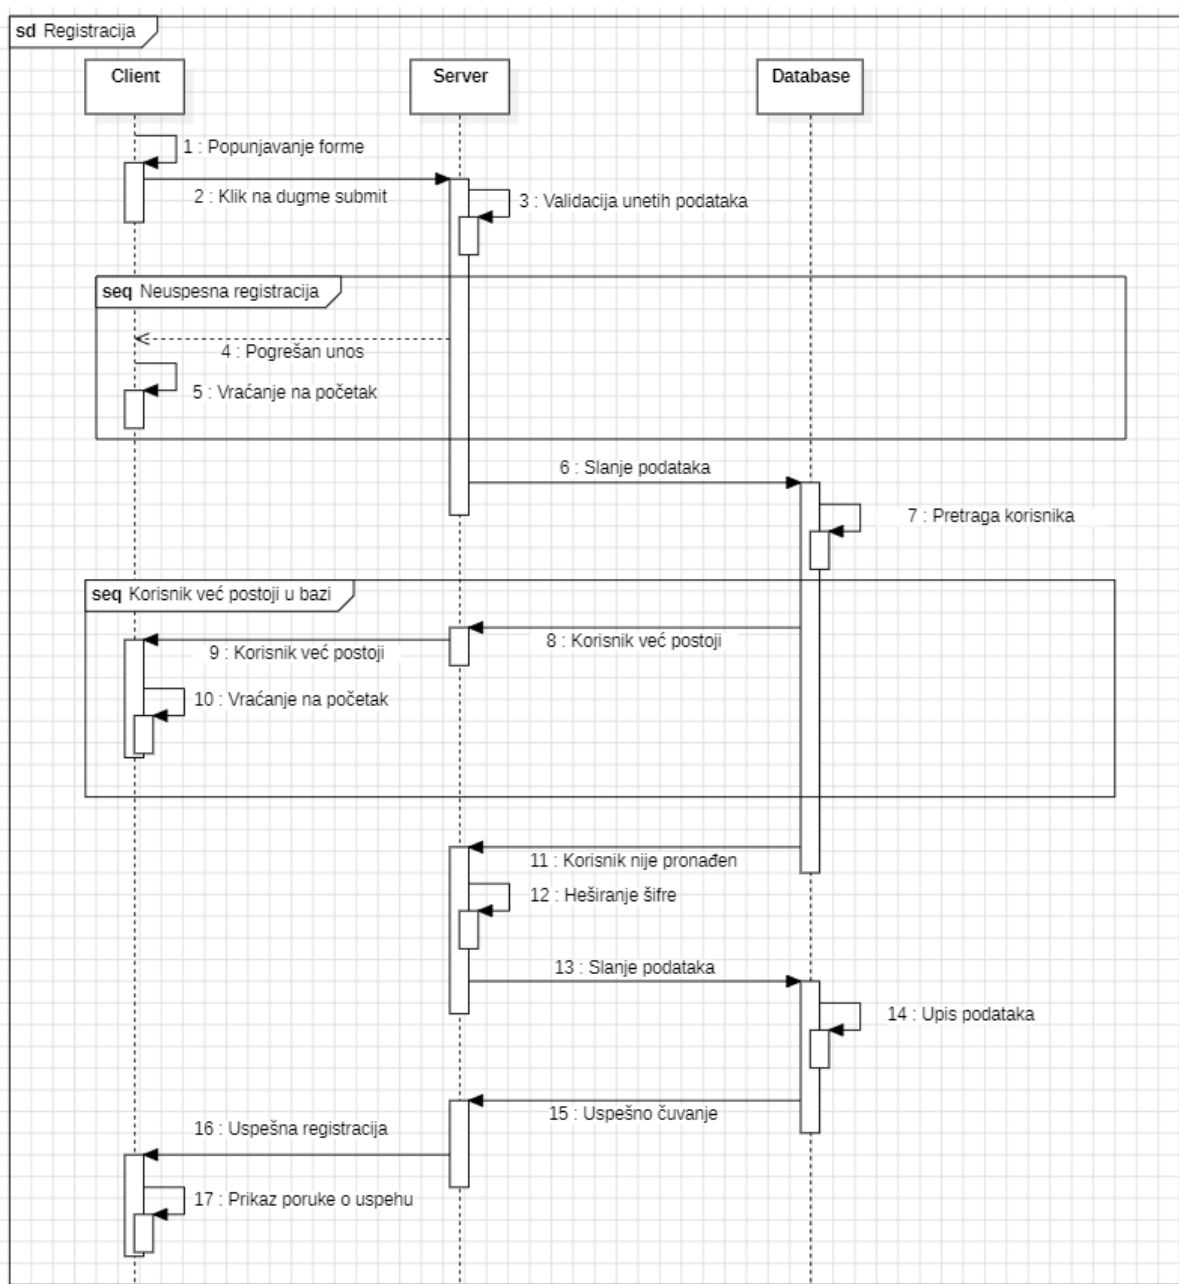 sd Registracija
Client
Server
Database
1 : Popunjavanje forme
2 : Klik na dugme submit
3 : Validacija unetih podataka
seq Neuspesna registracija
4 : Pogrešan unos
5 : Vraćanje na početak
6 : Slanje podataka
7 : Pretraga korisnika
seq Korisnik već postoji u bazi
8 : Korisnik već postoji
9 : Korisnik već postoji
10 : Vraćanje na početak
11 : Korisnik nije pronađen
12 : Heširanje šifre
13 : Slanje podataka
14 : Upis podataka
15 : Uspešno čuvanje
16 : Uspešna registracija
17 : Prikaz poruke o uspehu